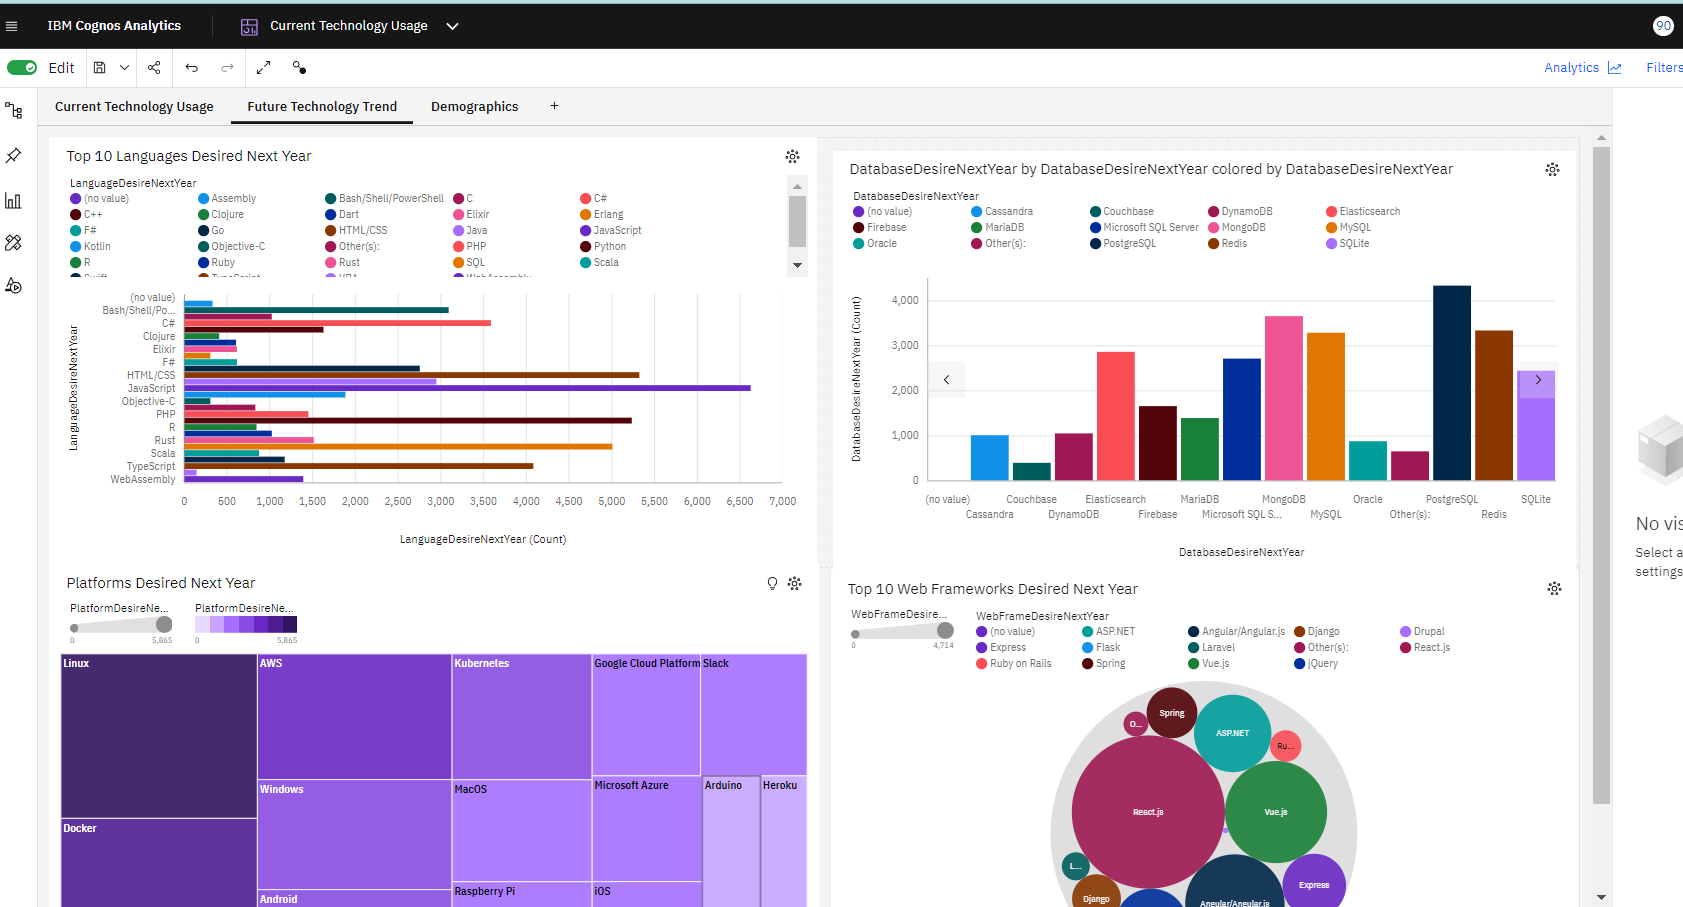 IBM Cognos Analytics
Current Technology Usage
90
Edit
Analytics
Filters
Current Technology Usage
Future Technology Trend
Demographics
+
Top 10 Languages Desired Next Year
LanguageDesireNextYear
(no value) Assembly Bash/Shell/PowerShell C C#
C++ Clojure Dart Elixir Erlang
F# Go HTML/CSS Java JavaScript
Kotlin Objective-C Other(s): PHP Python
R Ruby Rust SQL Scala
Swift TypeScript VBA WebAssembly
LanguageDesireNextYear
(no value)
Bash/Shell/Po...
C#
Clojure
Elixir
F#
HTML/CSS
JavaScript
Objective-C
PHP
R
Rust
Scala
TypeScript
WebAssembly
0 500 1,000 1,500 2,000 2,500 3,000 3,500 4,000 4,500 5,000 5,500 6,000 6,500 7,000
LanguageDesireNextYear (Count)
DatabaseDesireNextYear by DatabaseDesireNextYear colored by DatabaseDesireNextYear
DatabaseDesireNextYear
(no value) Cassandra Couchbase DynamoDB Elasticsearch
Firebase MariaDB Microsoft SQL Server MongoDB MySQL
Oracle Other(s): PostgreSQL Redis SQLite
DatabaseDesireNextYear (Count)
4,000
3,000
2,000
1,000
0
(no value) Couchbase Elasticsearch MariaDB MongoDB Oracle PostgreSQL SQLite
Cassandra DynamoDB Firebase Microsoft SQL S... MySQL Other(s): Redis
DatabaseDesireNextYear
Platforms Desired Next Year
PlatformDesireNe... PlatformDesireNe...
0 5,865 0 5,865
Linux AWS Kubernetes Google Cloud Platform Slack
Microsoft Azure Arduino Heroku
Windows MacOS
Docker
Raspberry Pi iOS
Android
Top 10 Web Frameworks Desired Next Year
WebFrameDesire... WebFrameDesireNextYear
0 4,714
(no value) ASP.NET Angular/Angular.js Django Drupal
Express Flask Laravel Other(s): React.js
Ruby on Rails Spring Vue.js jQuery
Spring
O...
ASP.NET
Ru...
React.js
Vue.js
L...
Express
Django
Angular/Angular.js
No vis
Select a
settings